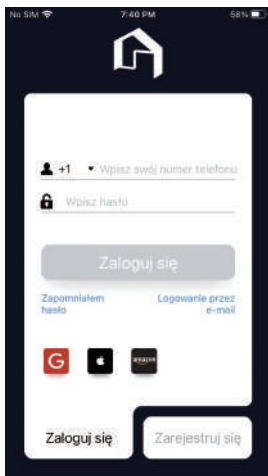 No SIM 7:40 PM 58%
+1 Wpisz swój numer telefonu
Wpisz hasło
Zaloguj się
Zapomniałem hasło
Logowanie przez e-mail
G amazon
Zaloguj się Zarejestruj się